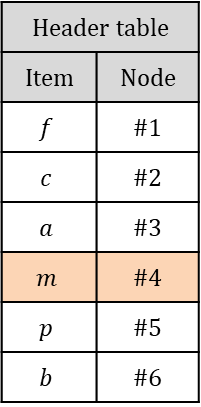 Header table
Item Node
f #1
c #2
a #3
m #4
p #5
b #6